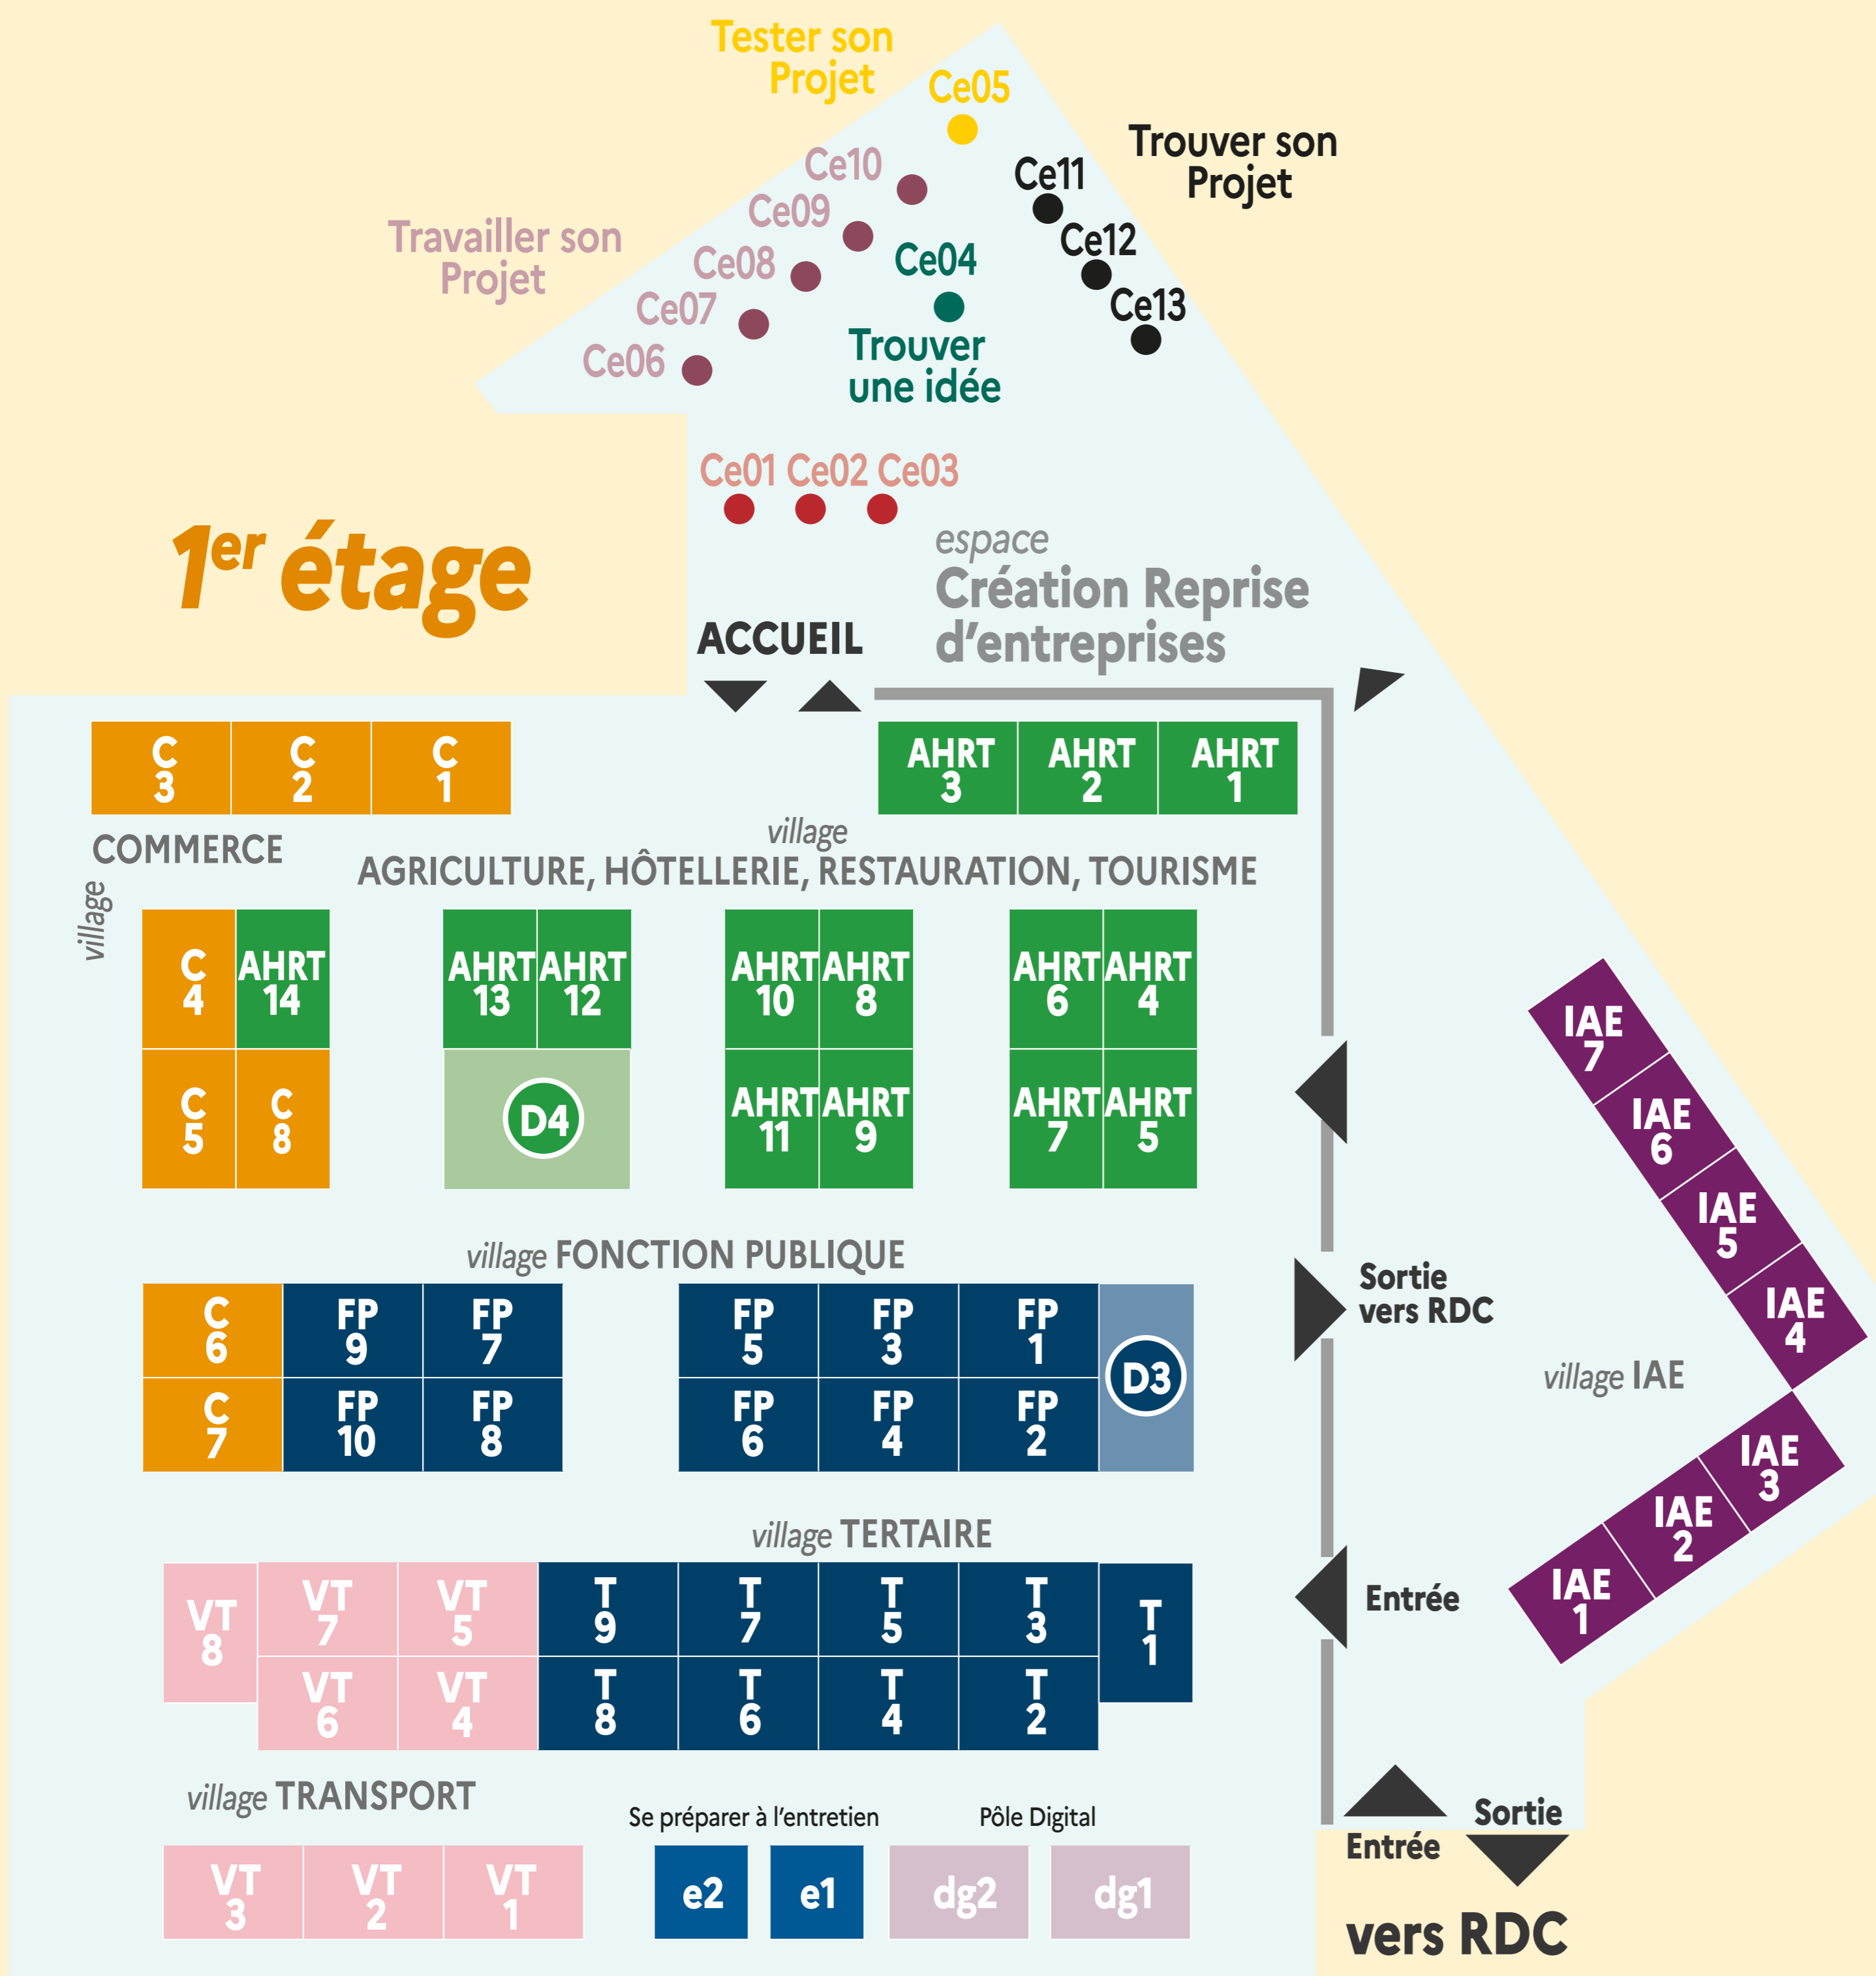 Tester son
Projet
Ce05
Trouver son
Projet
Ce10
Ce11
Ce09
Travailler son
Projet
Ce12
Ce08
Ce04
Ce07
Ce13
Trouver
une idée
Ce06
Ce01 Ce02 Ce03
1er étage
espace
Création Reprise
d'entreprises
ACCUEIL
C
3
C
2
C
1
AHRT
3
AHRT
2
AHRT
1
village
COMMERCE
village
AGRICULTURE, HÔTELLERIE, RESTAURATION, TOURISME
C
4
AHRT
14
AHRT
13
AHRT
12
AHRT
10
AHRT
8
AHRT
6
AHRT
4
C
5
C
8
D4
AHRT
11
AHRT
9
AHRT
7
AHRT
5
IAE
7
IAE
6
IAE
5
IAE
4
village FONCTION PUBLIQUE
Sortie
vers RDC
C
6
FP
9
FP
7
FP
5
FP
3
FP
1
D3
village IAE
C
7
FP
10
FP
8
FP
6
FP
4
FP
2
IAE
3
IAE
2
IAE
1
village TERTAIRE
Entrée
VT
8
VT
7
VT
5
T
9
T
7
T
5
T
3
T
1
VT
6
VT
4
T
8
T
6
T
4
T
2
village TRANSPORT
Se préparer à l'entretien
Pôle Digital
Sortie
Entrée
VT
3
VT
2
VT
1
e2
e1
dg2
dg1
vers RDC